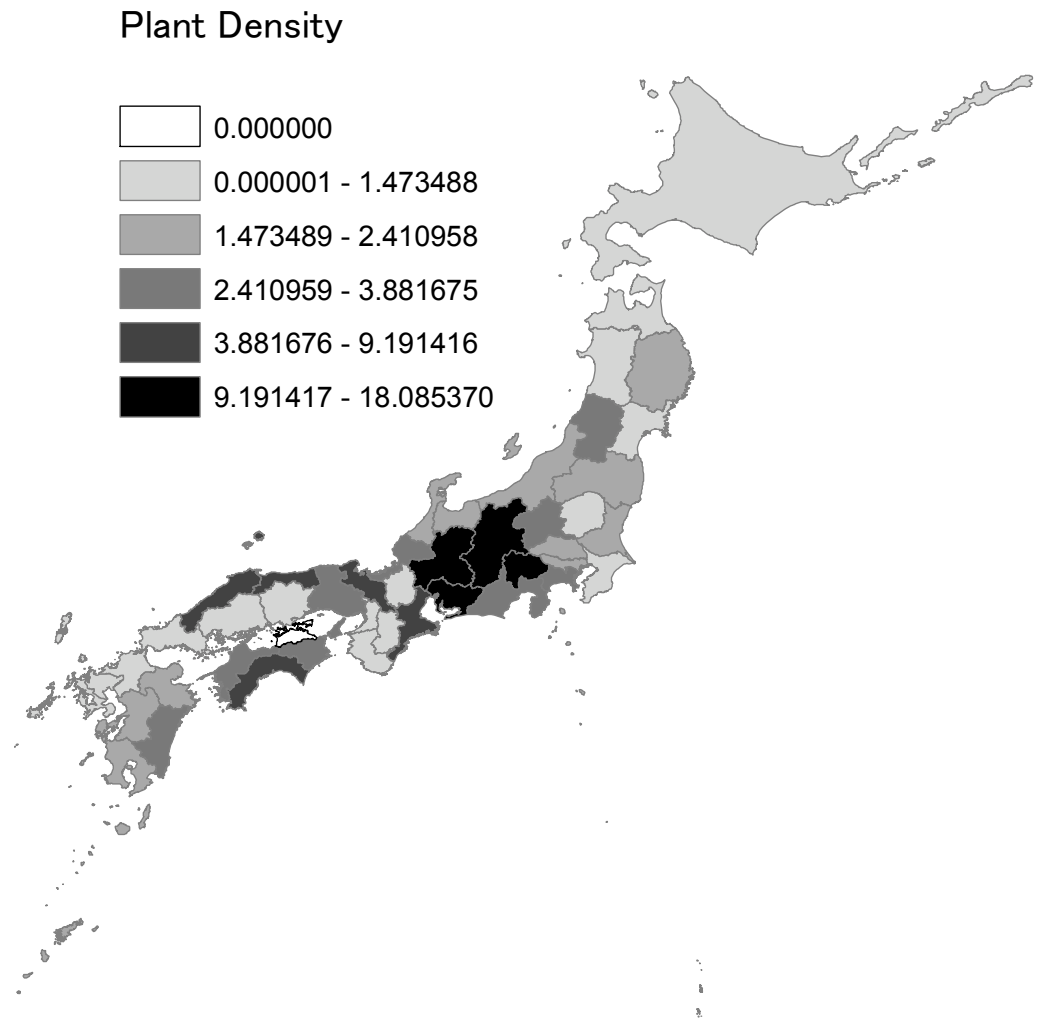 Plant Density
0.000000
0.000001 - 1.473488
1.473489 - 2.410958
2.410959 - 3.881675
3.881676 - 9.191416
9.191417 - 18.085370